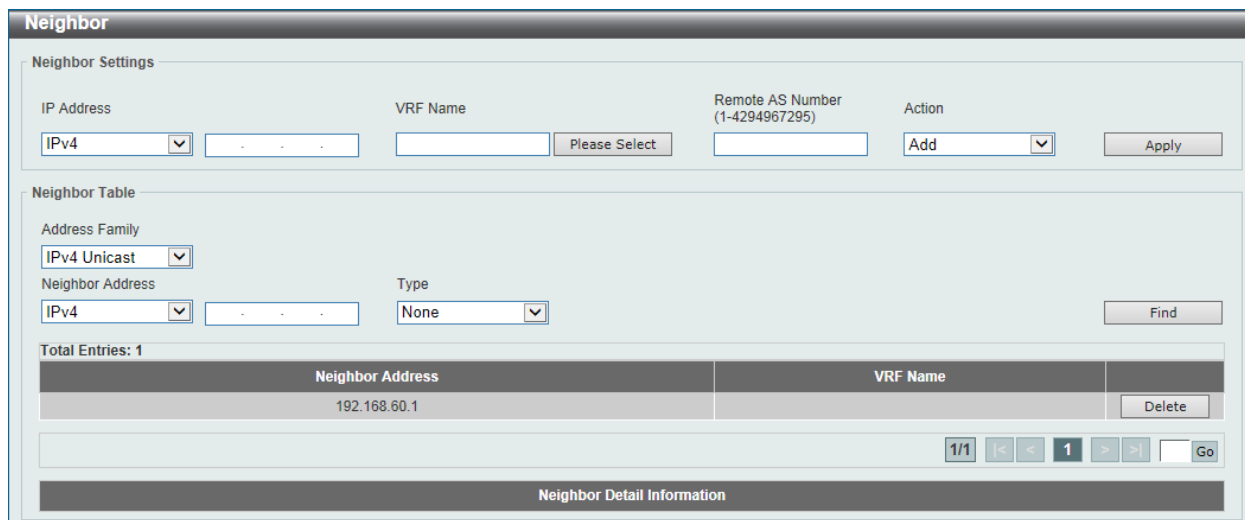 Neighbor
Neighbor Settings
IP Address VRF Name Remote AS Number (1-4294967295) Action
IPv4 . . . Please Select Add Apply
Neighbor Table
Address Family
IPv4 Unicast
Neighbor Address Type
IPv4 . . . None Find
Total Entries: 1
Neighbor Address VRF Name
192.168.60.1 Delete
1/1 |< < 1 > >| Go
Neighbor Detail Information